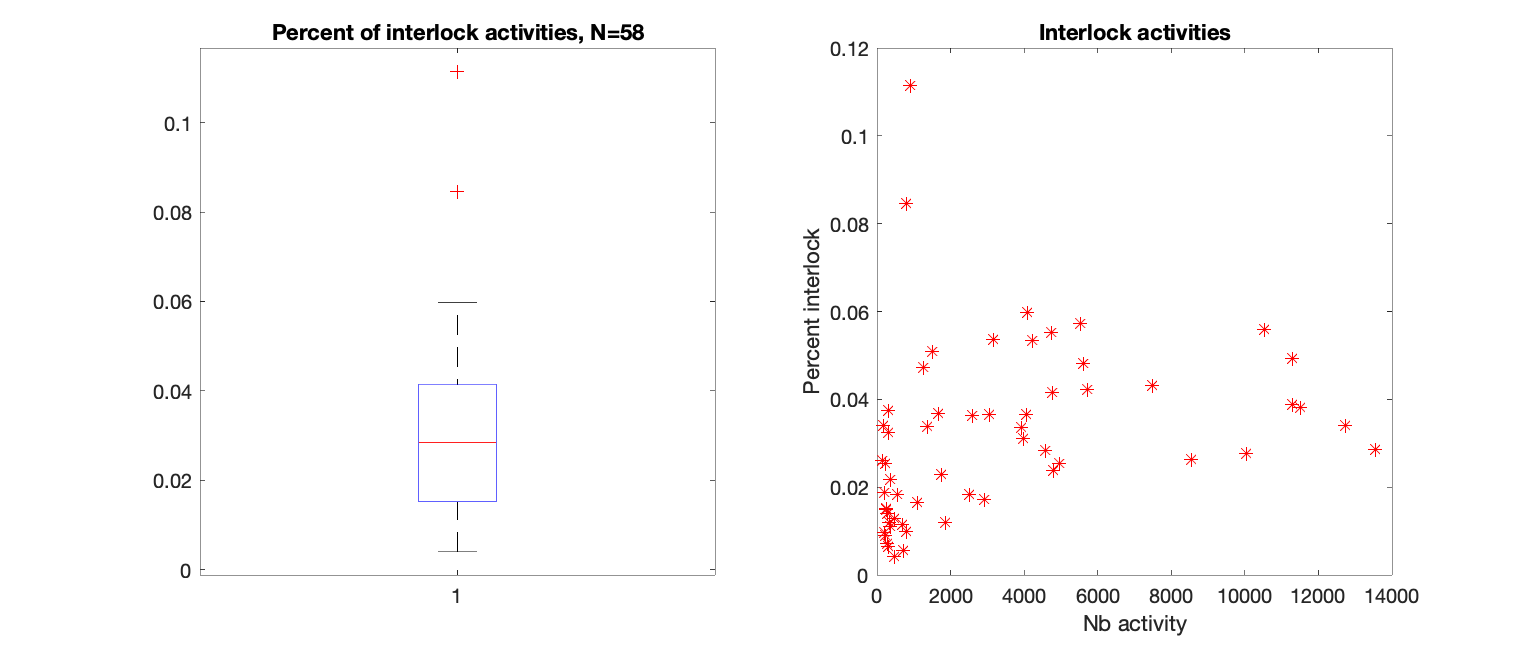 Percent of interlock activities, N=58
0.1
0.08
0.06
0.04
0.02
0
1
Interlock activities
0.12
0.1
0.08
0.06
0.04
0.02
0
Percent interlock
0 2000 4000 6000 8000 10000 12000 14000
Nb activity